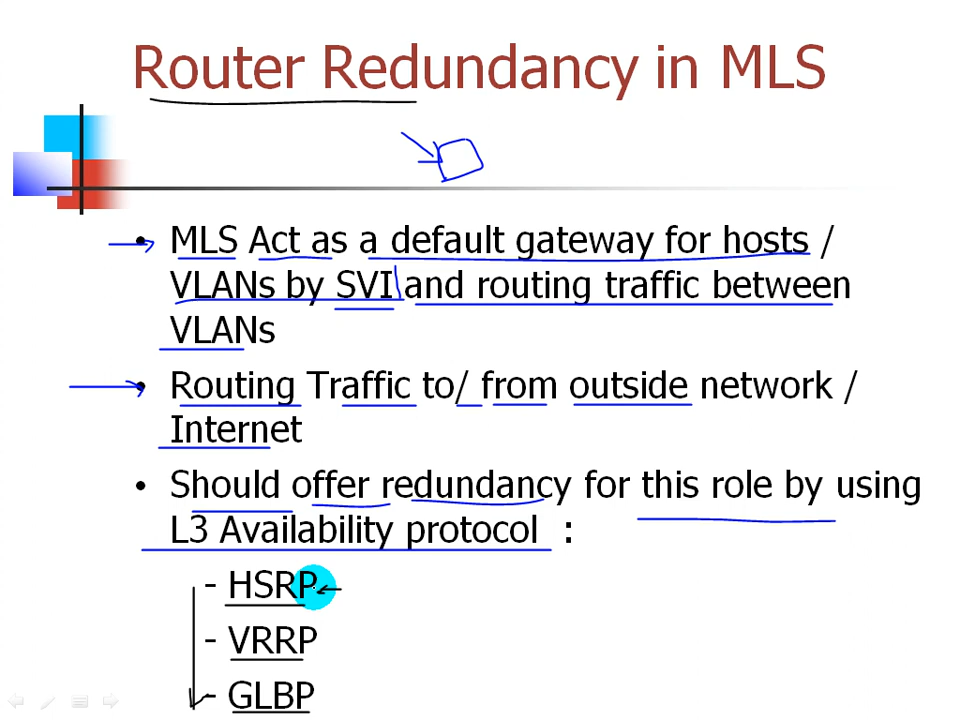 Router Redundancy in MLS
• MLS Act as a default gateway for hosts /
VLANs by SVI and routing traffic between
VLANs
• Routing Traffic to/ from outside network /
Internet
• Should offer redundancy for this role by using
L3 Availability protocol :
- HSRP
- VRRP
- GLBP